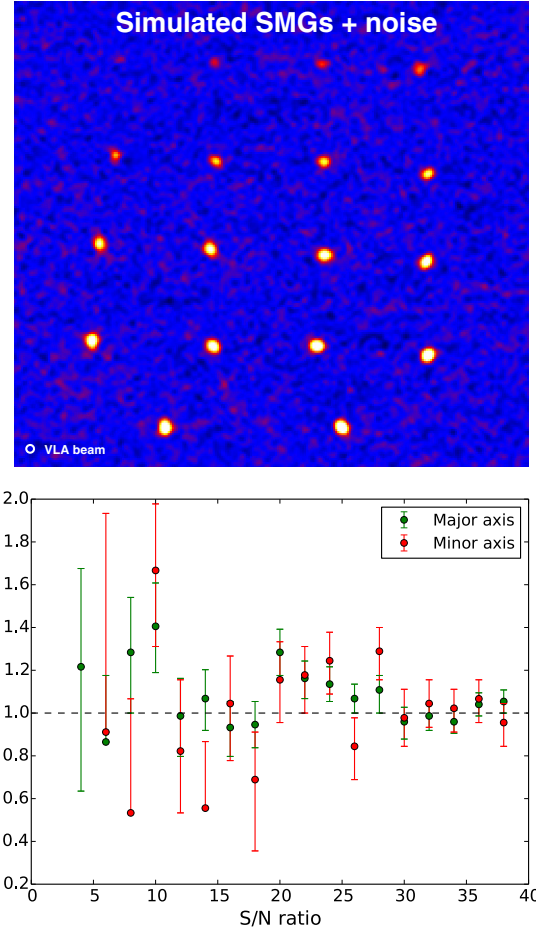 Simulated SMGs + noise
VLA beam
2.0
1.8
1.6
1.4
1.2
1.0
0.8
0.6
0.4
0.2
Major axis
Minor axis
0 5 10 15 20 25 30 35 40
S/N ratio